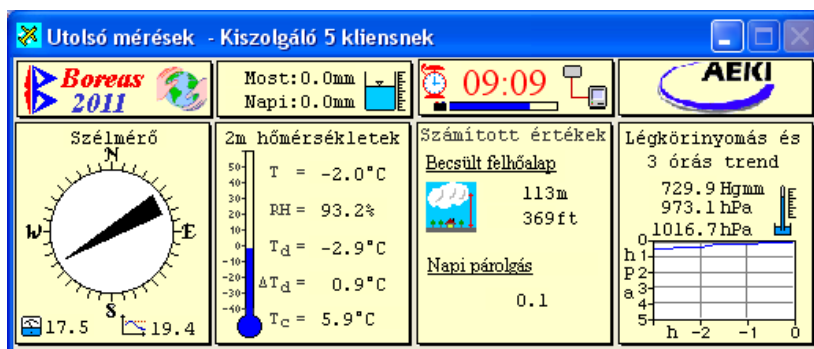 Utolsó mérések - Kiszolgáló 5 kliensnek
Boreas
2011
Most:0.0mm
Napi:0.0mm
09:09
AEKI
Szélmérő
N
W
E
S
17.5
19.4
2m hőmérsékletek
50
40
30
20
10
0
-10
-20
-30
-40
T = -2.0°C
RH = 93.2%
Td = -2.9°C
ΔTd = 0.9°C
Tc = 5.9°C
Számított értékek
Becsült felhőalap
113m
369ft
Napi párolgás
0.1
Légkörinyomás és
3 órás trend
729.9 Hgmm
973.1hPa
1016.7hPa
hPa
0
1
2
3
4
5
h -2 -1 0